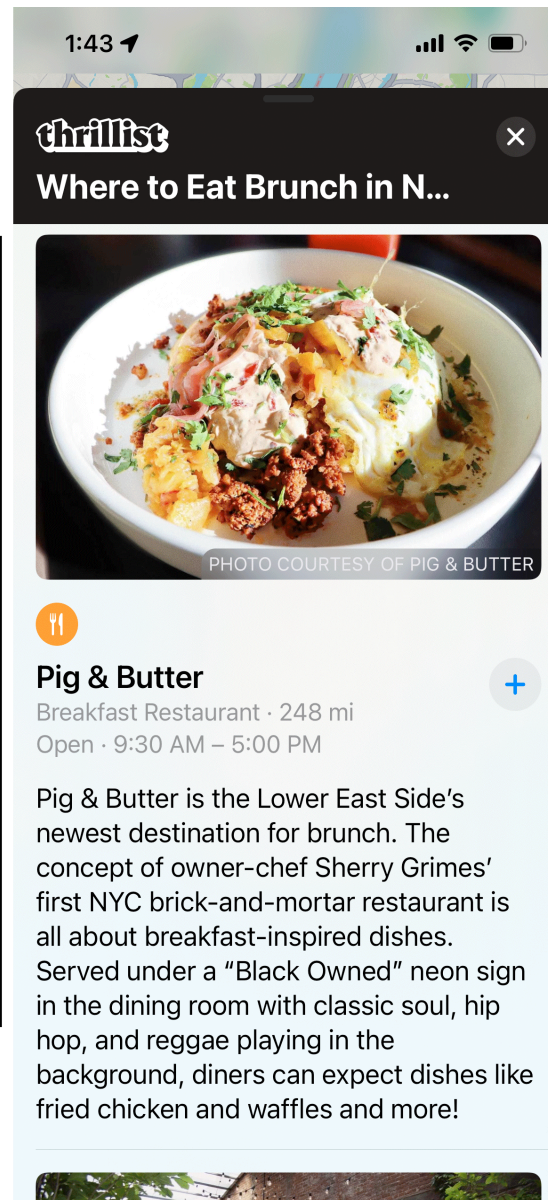 1:43
thrillist
Where to Eat Brunch in N...
PHOTO COURTESY OF PIG & BUTTER
Pig & Butter
Breakfast Restaurant · 248 mi
Open · 9:30 AM – 5:00 PM
Pig & Butter is the Lower East Side’s
newest destination for brunch. The
concept of owner-chef Sherry Grimes’
first NYC brick-and-mortar restaurant is
all about breakfast-inspired dishes.
Served under a “Black Owned” neon sign
in the dining room with classic soul, hip
hop, and reggae playing in the
background, diners can expect dishes like
fried chicken and waffles and more!